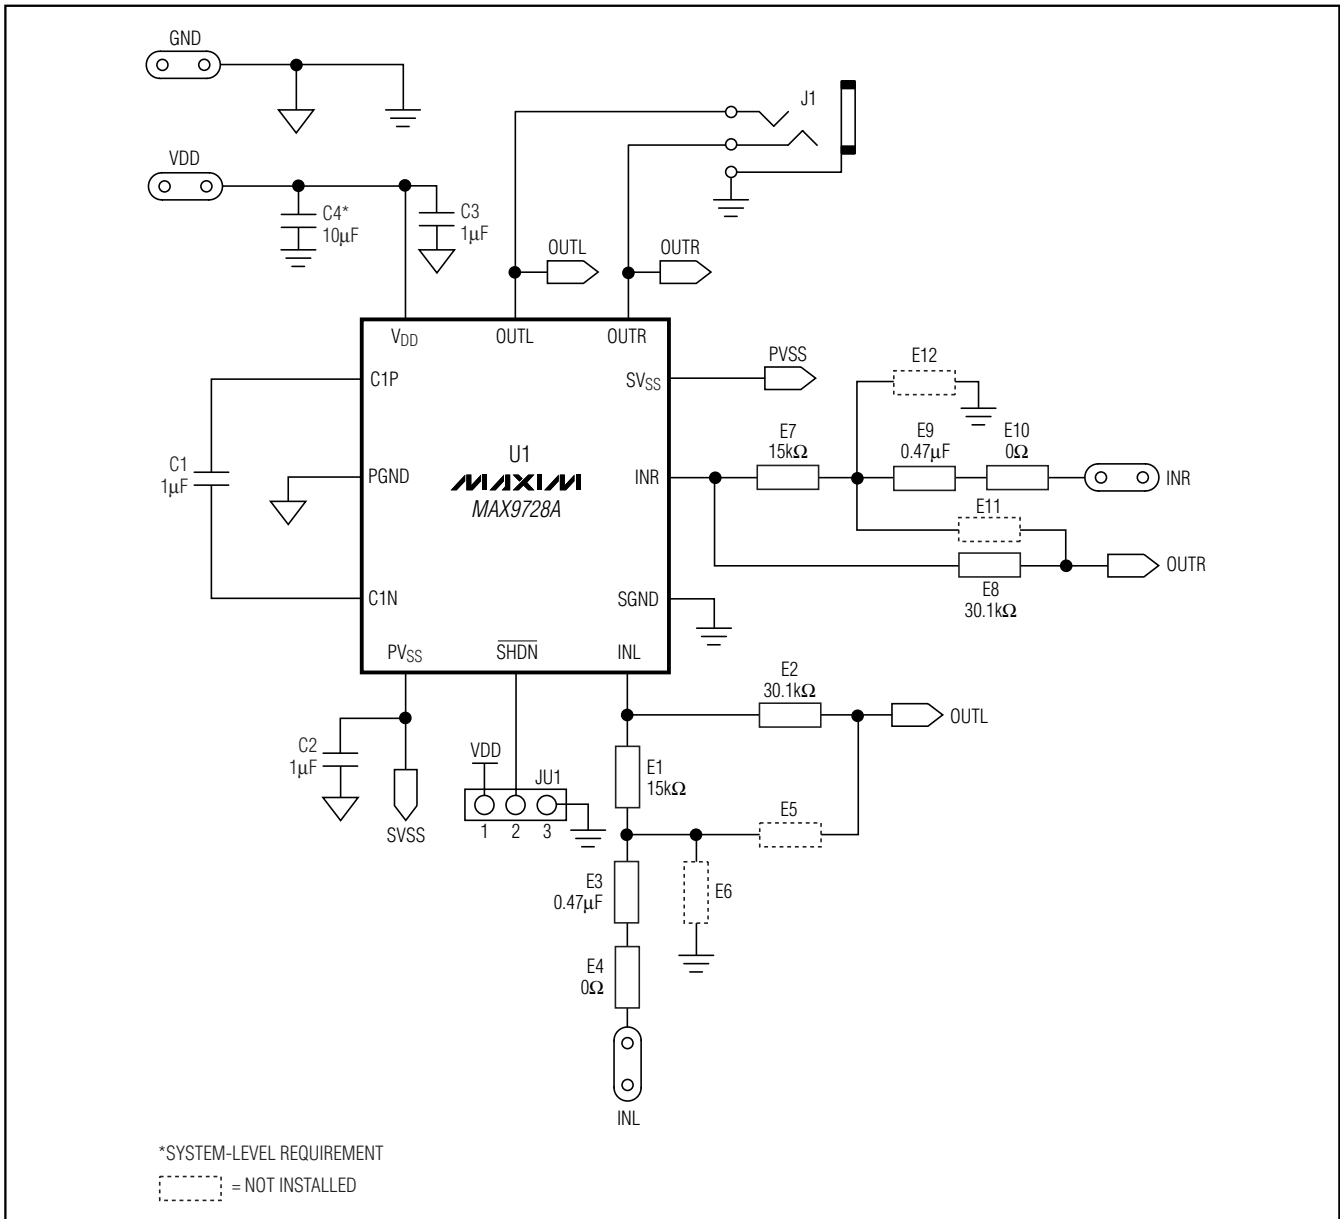 GND
J1
VDD
C4*
10µF
C3
1µF
OUTL
OUTR
VDD
OUTL
OUTR
C1P
SVSS
PVSS
E12
C1
1µF
PGND
U1
MAXIM
MAX9728A
INR
E7
15kΩ
E9
0.47µF
E10
0Ω
INR
E11
OUTR
E8
30.1kΩ
C1N
SGND
PVSS
SHDN
INL
E2
30.1kΩ
OUTL
C2
1µF
SVSS
VDD
JU1
1 2 3
E1
15kΩ
E5
E3
0.47µF
E6
E4
0Ω
INL
*SYSTEM-LEVEL REQUIREMENT
= NOT INSTALLED